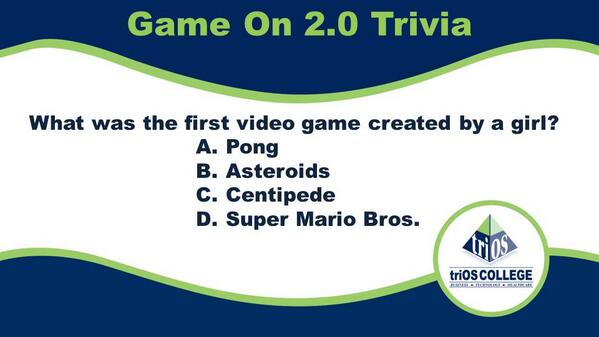 Game On 2.0 Trivia
What was the first video game created by a girl?
A. Pong
B. Asteroids
C. Centipede
D. Super Mario Bros.
triOS
triOS COLLEGE
BUSINESS • TECHNOLOGY • HEALTHCARE